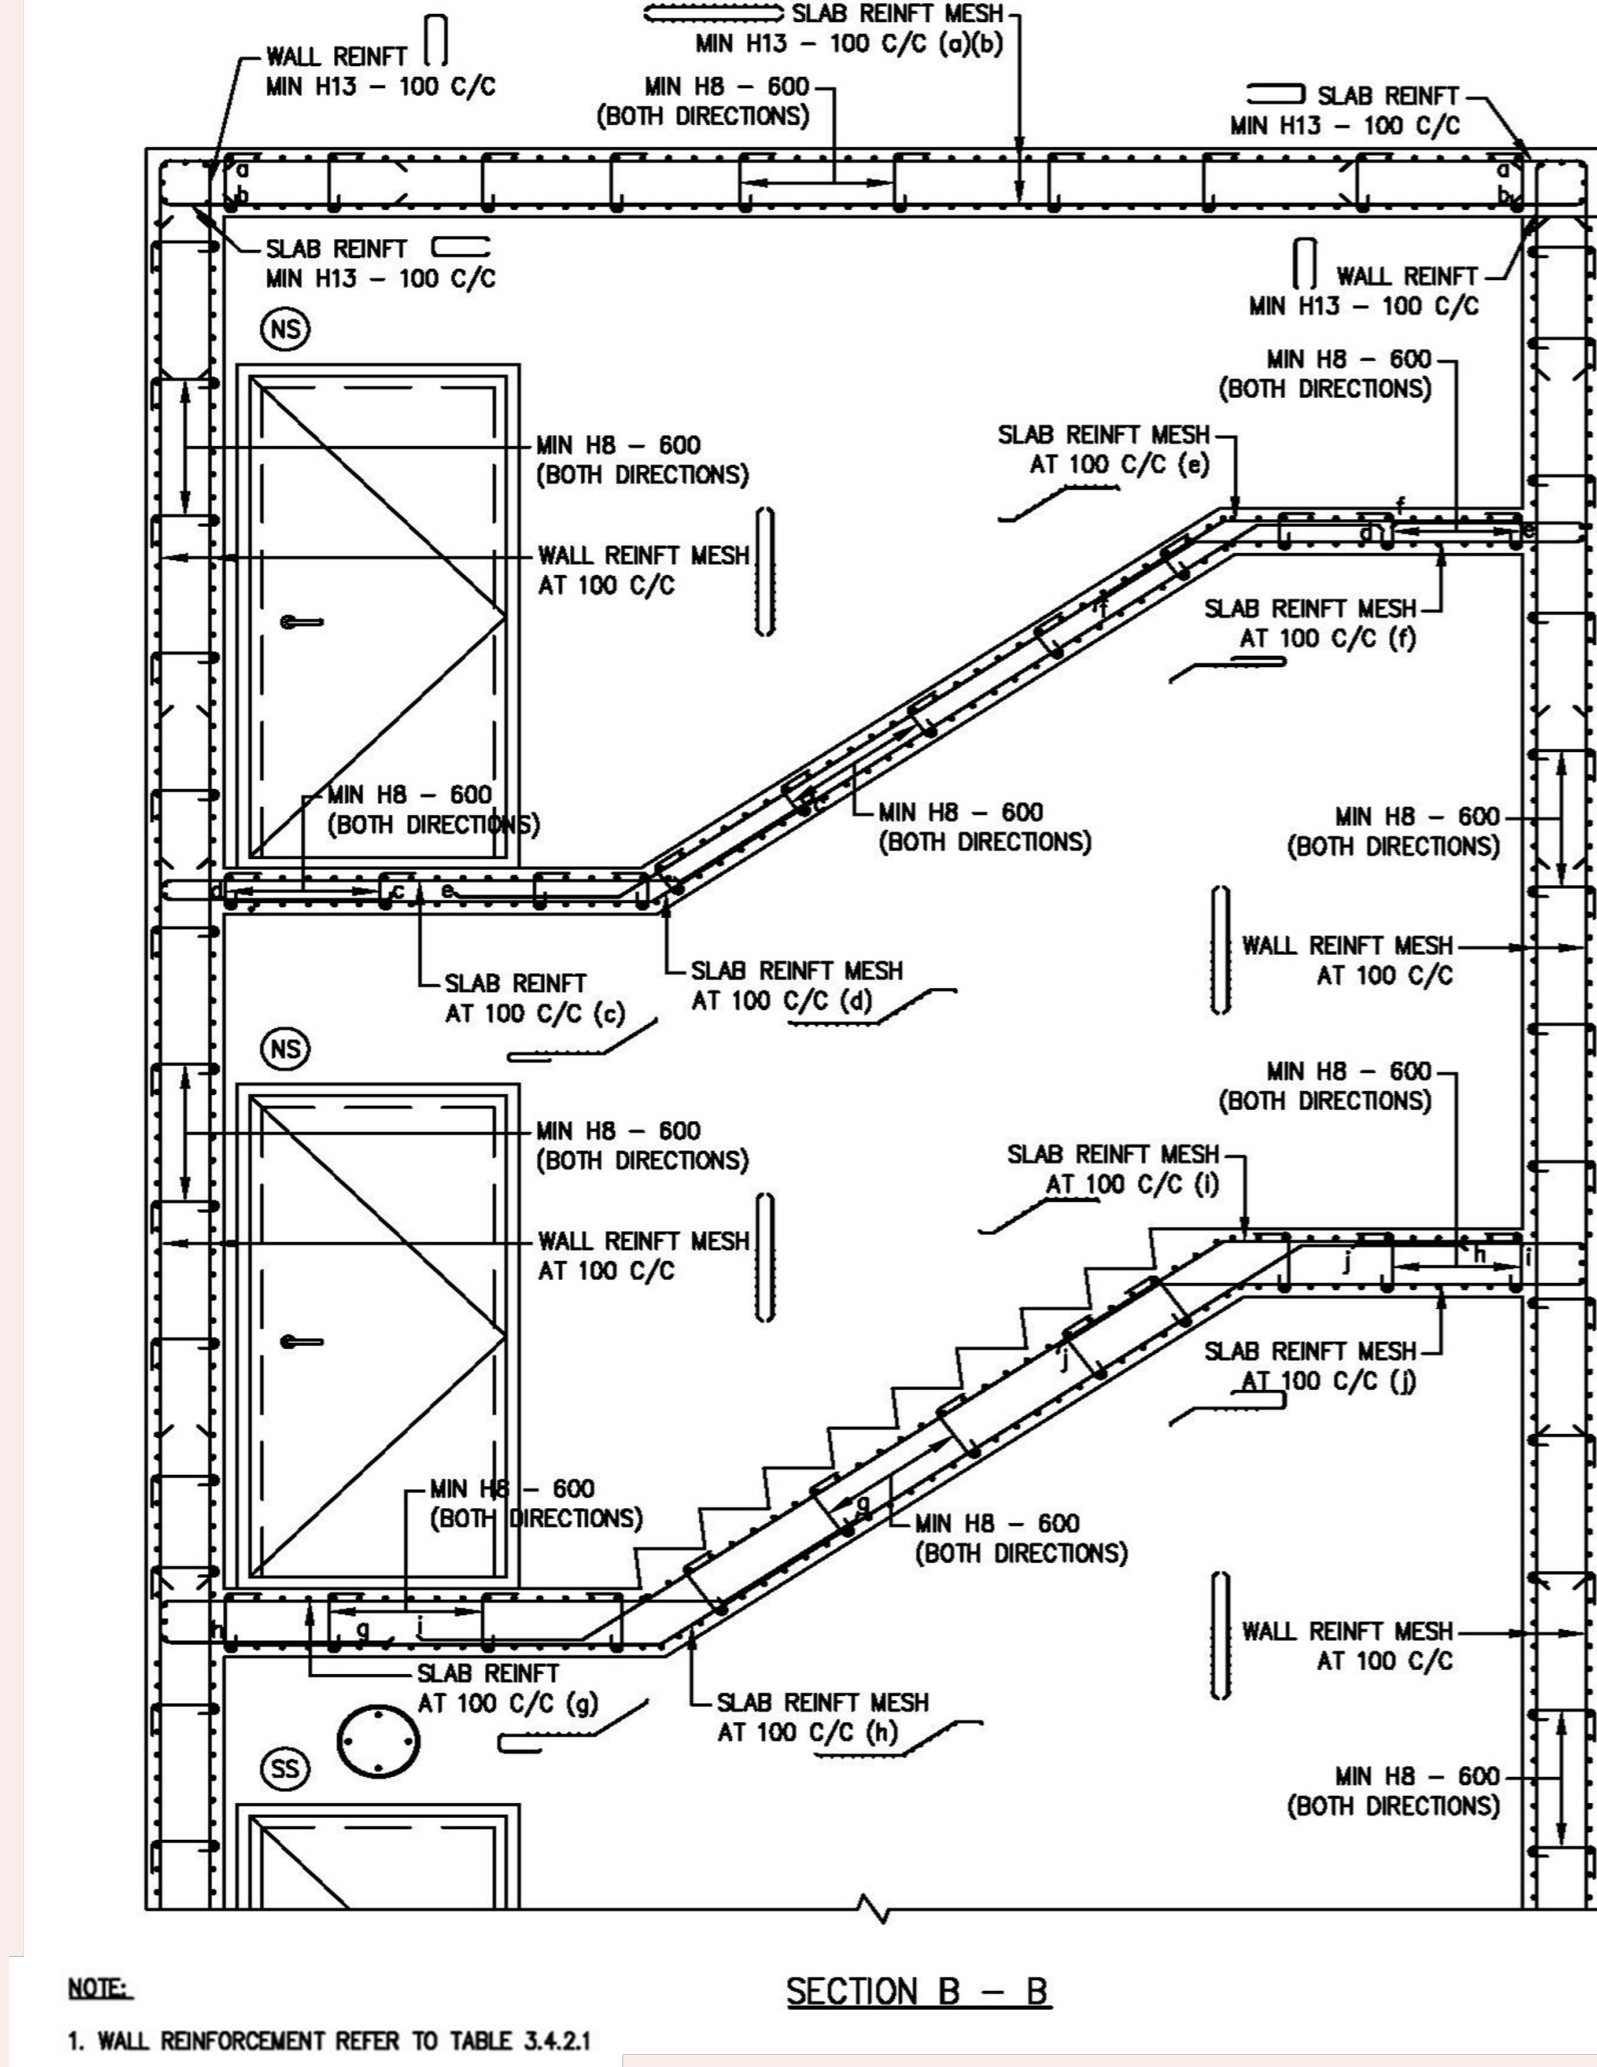 SLAB REINFT MESH
MIN H13 - 100 C/C (a)(b)
WALL REINFT
MIN H13 - 100 C/C
MIN H8 - 600
(BOTH DIRECTIONS)
SLAB REINFT
MIN H13 - 100 C/C
a
b
a
b
SLAB REINFT
MIN H13 - 100 C/C
WALL REINFT
MIN H13 - 100 C/C
NS
MIN H8 - 600
(BOTH DIRECTIONS)
MIN H8 - 600
(BOTH DIRECTIONS)
SLAB REINFT MESH
AT 100 C/C (e)
f
d
e
WALL REINFT MESH
AT 100 C/C
f
SLAB REINFT MESH
AT 100 C/C (f)
MIN H8 - 600
(BOTH DIRECTIONS)
c
MIN H8 - 600
(BOTH DIRECTIONS)
MIN H8 - 600
(BOTH DIRECTIONS)
d
c
e
WALL REINFT MESH
AT 100 C/C
SLAB REINFT
AT 100 C/C (c)
SLAB REINFT MESH
AT 100 C/C (d)
NS
MIN H8 - 600
(BOTH DIRECTIONS)
MIN H8 - 600
(BOTH DIRECTIONS)
SLAB REINFT MESH
AT 100 C/C (i)
WALL REINFT MESH
AT 100 C/C
j
h
i
j
SLAB REINFT MESH
AT 100 C/C (j)
MIN H8 - 600
(BOTH DIRECTIONS)
g
MIN H8 - 600
(BOTH DIRECTIONS)
h
g
i
WALL REINFT MESH
AT 100 C/C
SLAB REINFT
AT 100 C/C (g)
SLAB REINFT MESH
AT 100 C/C (h)
SS
MIN H8 - 600
(BOTH DIRECTIONS)
NOTE:
SECTION B - B
1. WALL REINFORCEMENT REFER TO TABLE 3.4.2.1